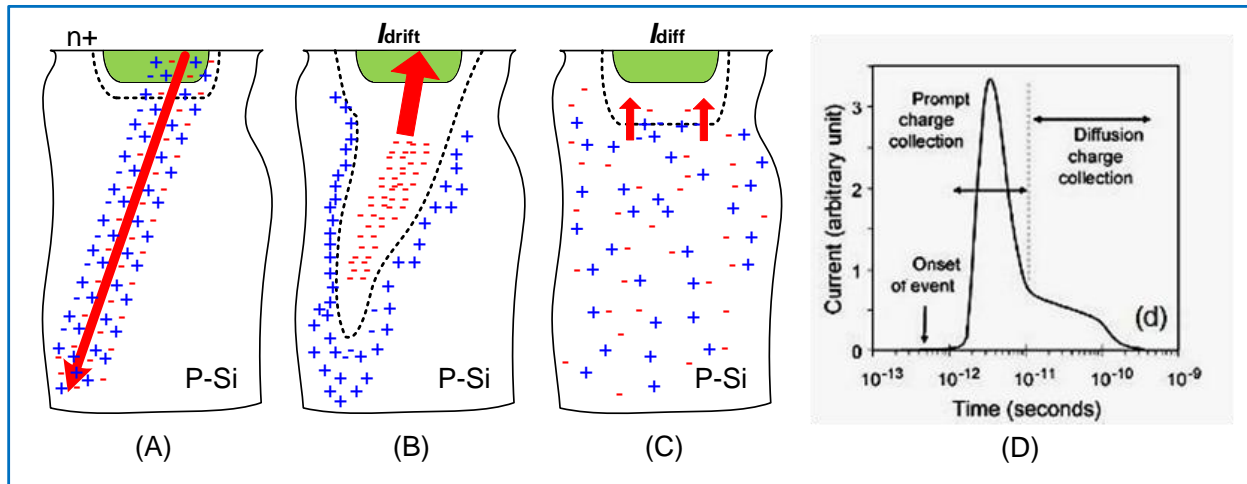 n+
P-Si
(A)
Idrift
P-Si
(B)
Idiff
P-Si
(C)
Current (arbitrary unit)
3
2
1
0
Prompt
charge
collection
Diffusion
charge
collection
Onset
of event
(d)
10-13
10-12
10-11
10-10
10-9
Time (seconds)
(D)